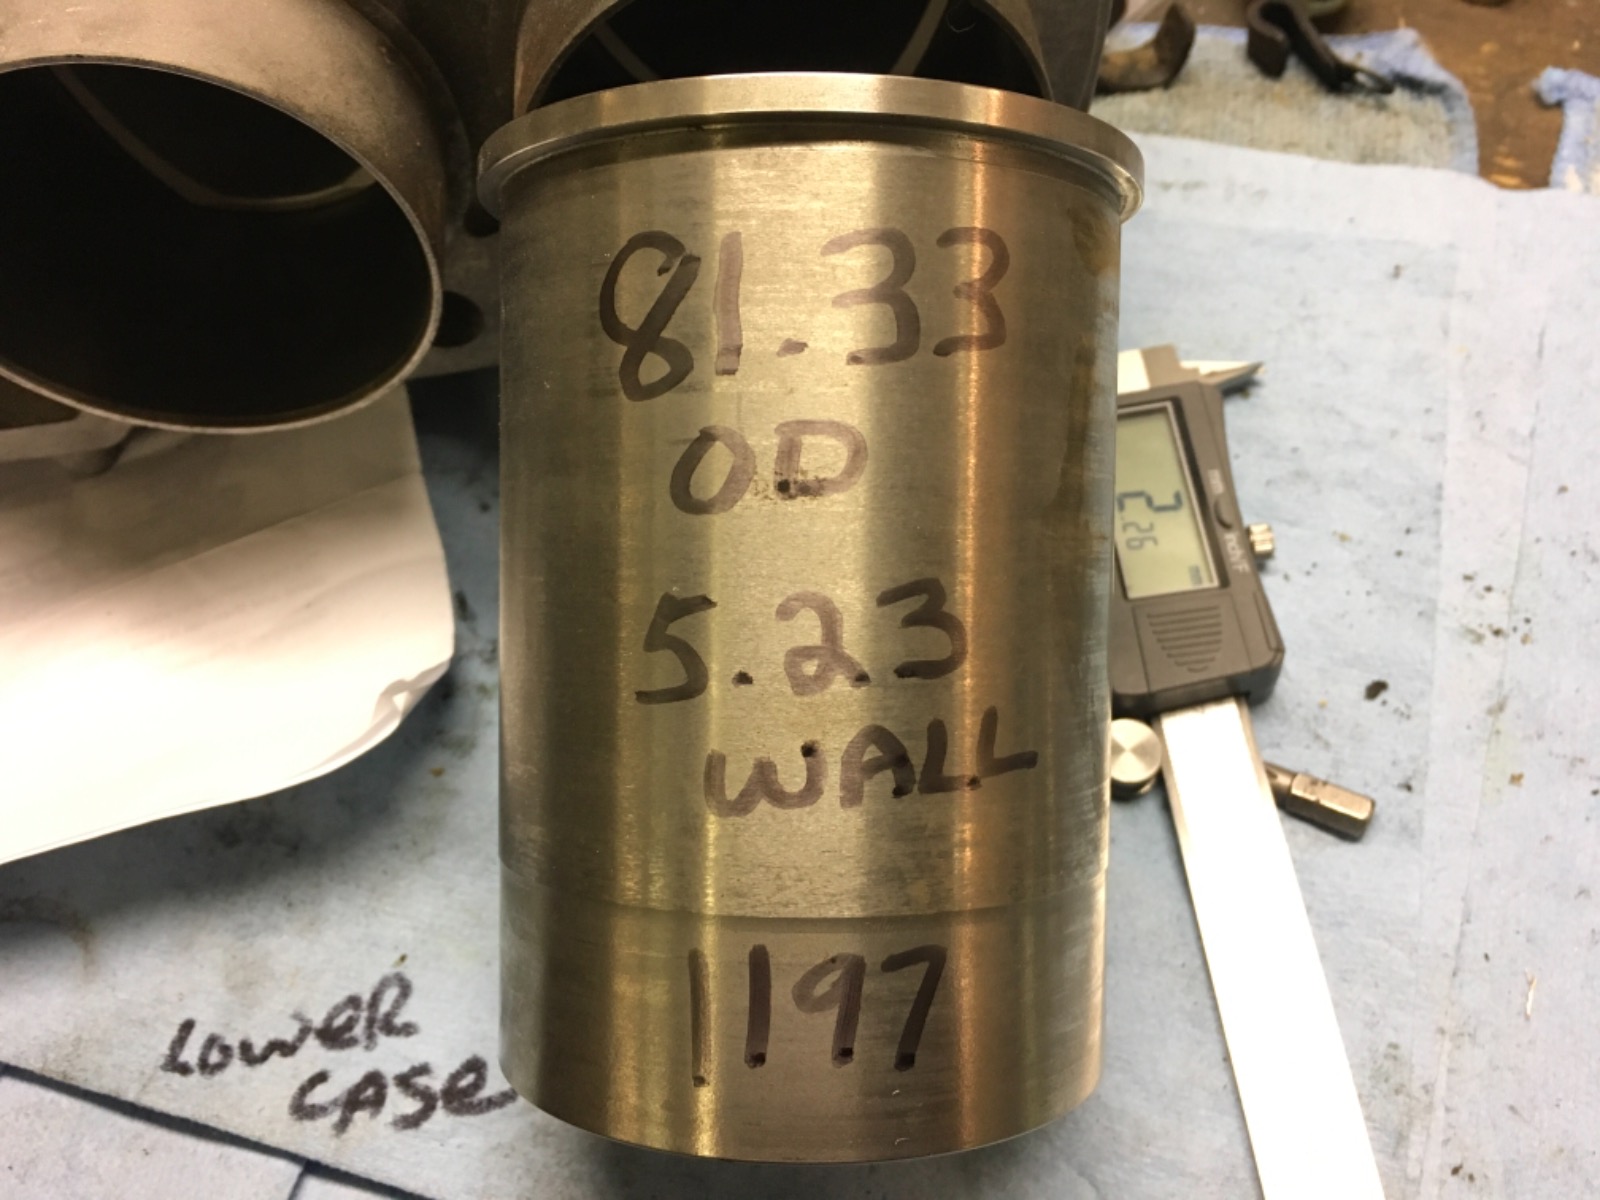 81.33
OD
5.23
WALL
1197
LOWER
CASE